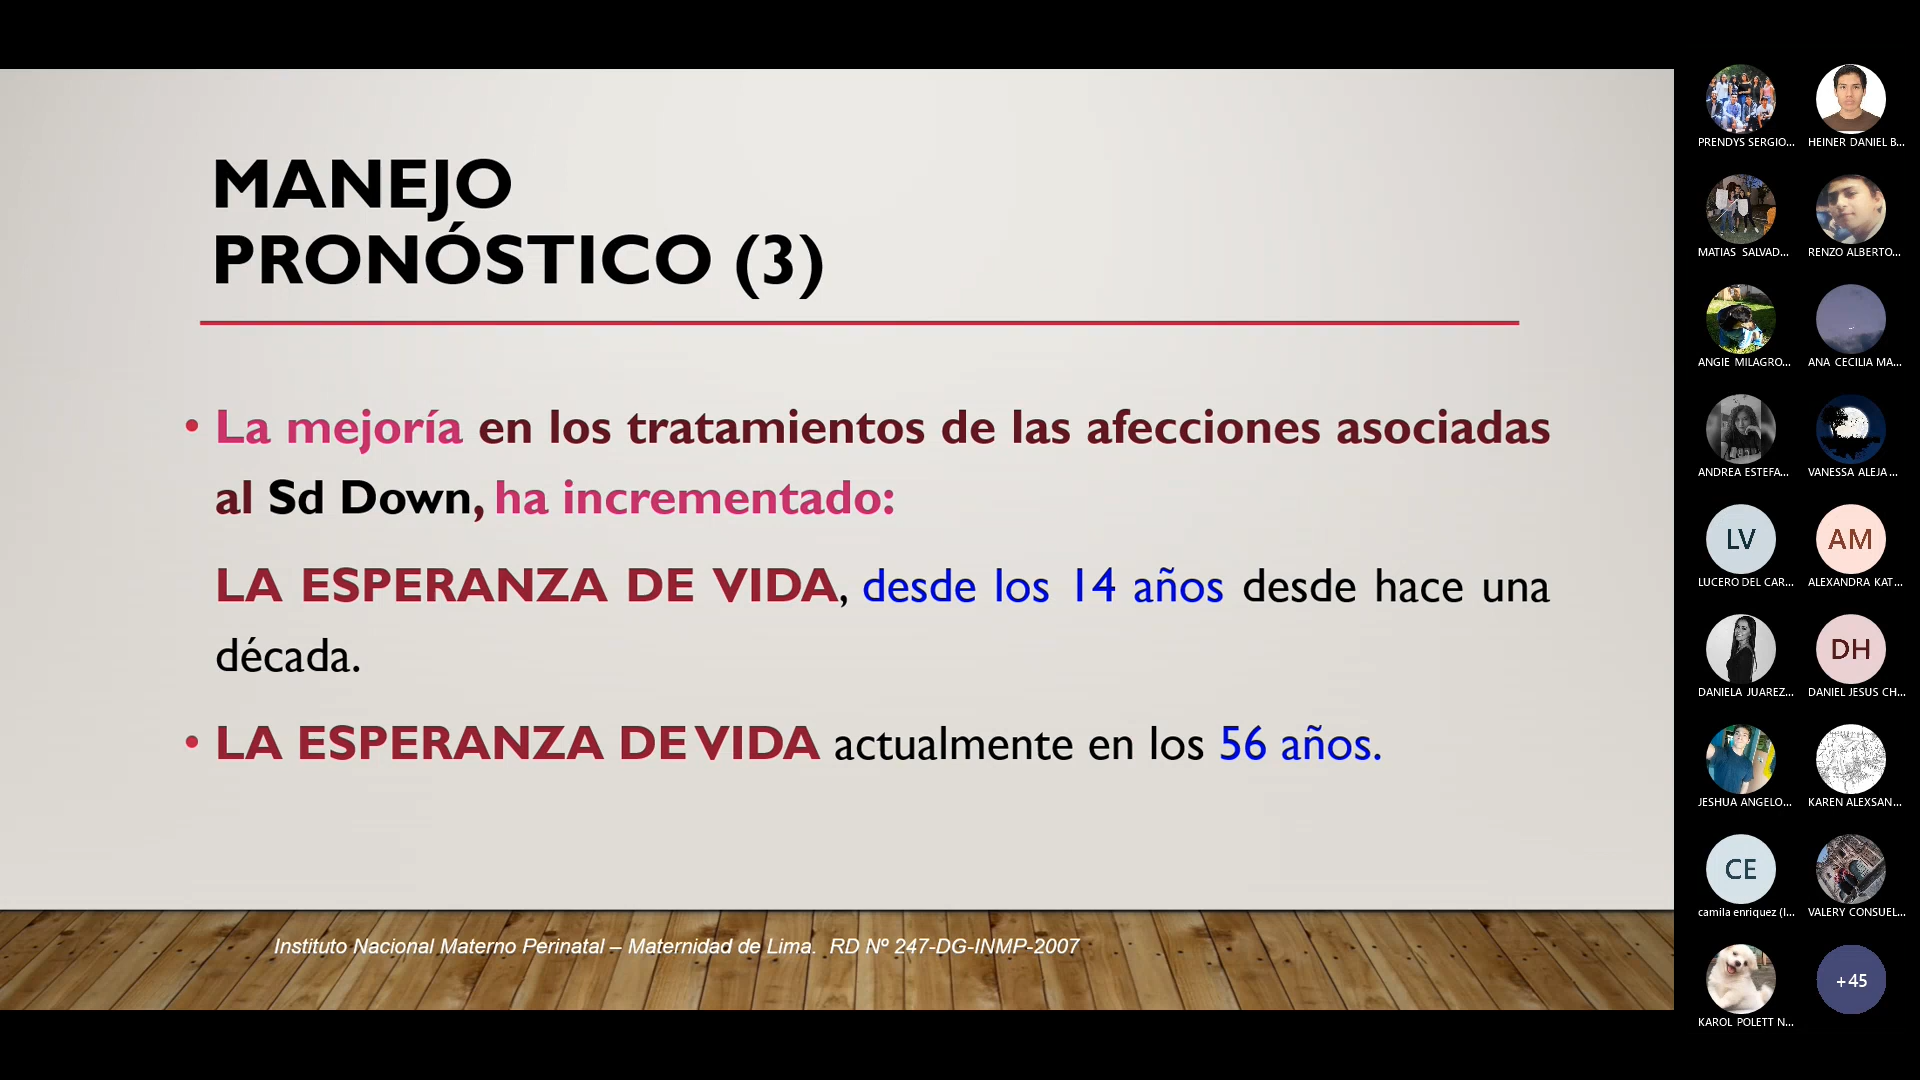 MANEJO
PRONÓSTICO (3)
• La mejoría en los tratamientos de las afecciones asociadas
al Sd Down, ha incrementado:
LA ESPERANZA DE VIDA, desde los 14 años desde hace una
década.
• LA ESPERANZA DE VIDA actualmente en los 56 años.
Instituto Nacional Materno Perinatal – Maternidad de Lima. RD Nº 247-DG-INMP-2007
PRENDYS SERGIO...
HEINER DANIEL B...
MATIAS SALVAD...
RENZO ALBERTO...
ANGIE MILAGRO...
ANA CECILIA MA...
ANDREA ESTEFA...
VANESSA ALEJA...
LV
AM
LUCERO DEL CAR...
ALEXANDRA KAT...
DH
DANIELA JUAREZ...
DANIEL JESUS CH...
JESHUA ANGELO...
KAREN ALEXSAN...
CE
camila enriquez (I...
VALERY CONSUEL...
+45
KAROL POLETT N...